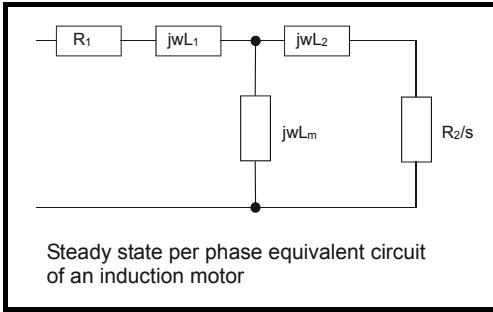 R₁
jwL₁
jwL₂
jwLₘ
R₂/s
Steady state per phase equivalent circuit
of an induction motor